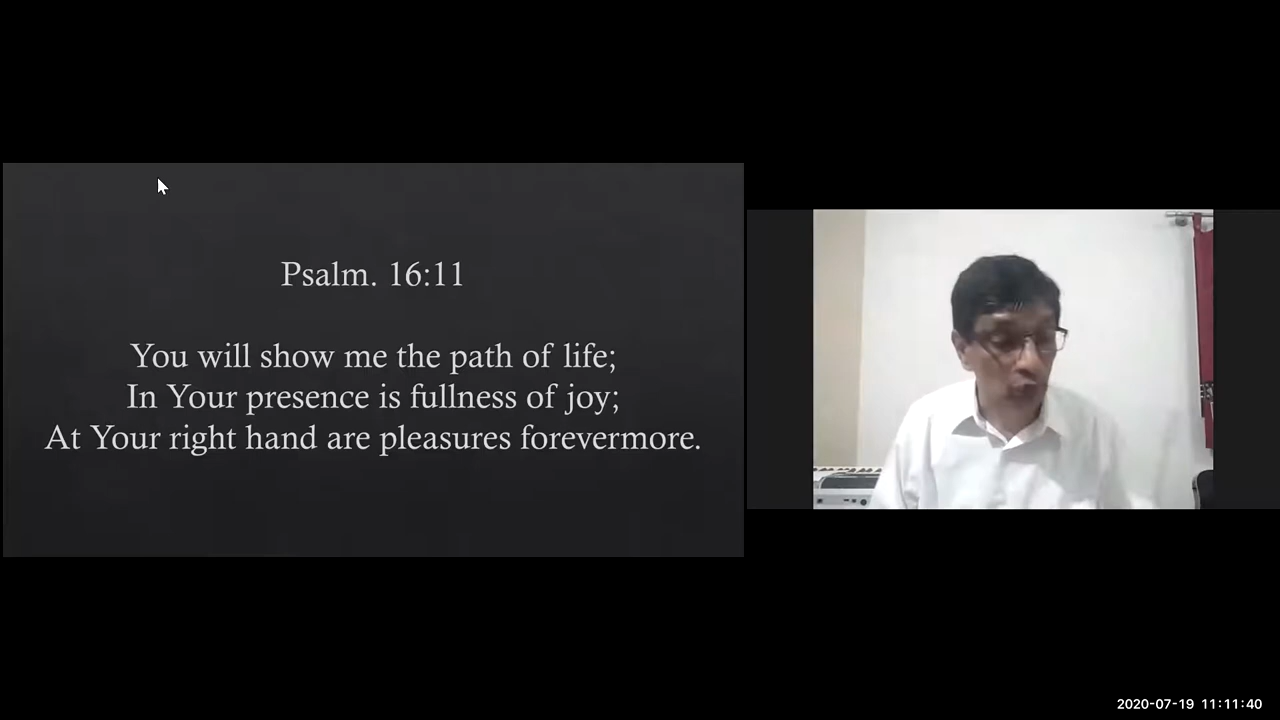 Psalm. 16:11
You will show me the path of life;
In Your presence is fullness of joy;
At Your right hand are pleasures forevermore.
2020-07-19 11:11:40